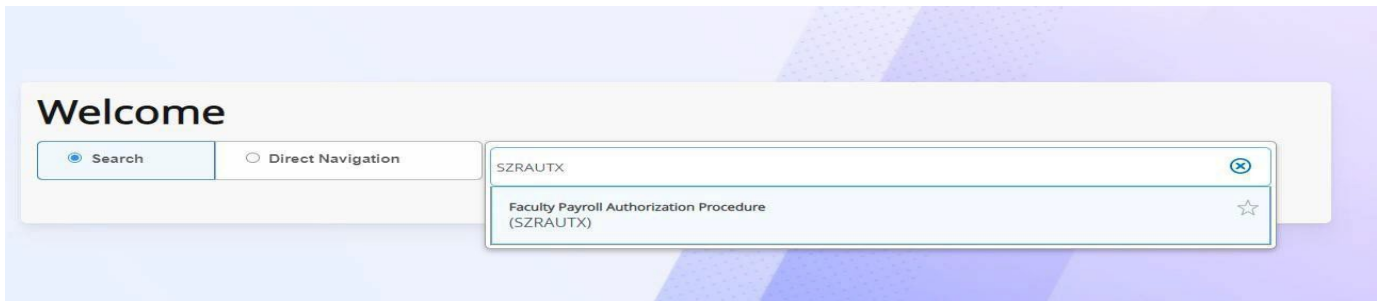 Welcome
Search
Direct Navigation
SZRAUTX
Faculty Payroll Authorization Procedure
(SZRAUTX)